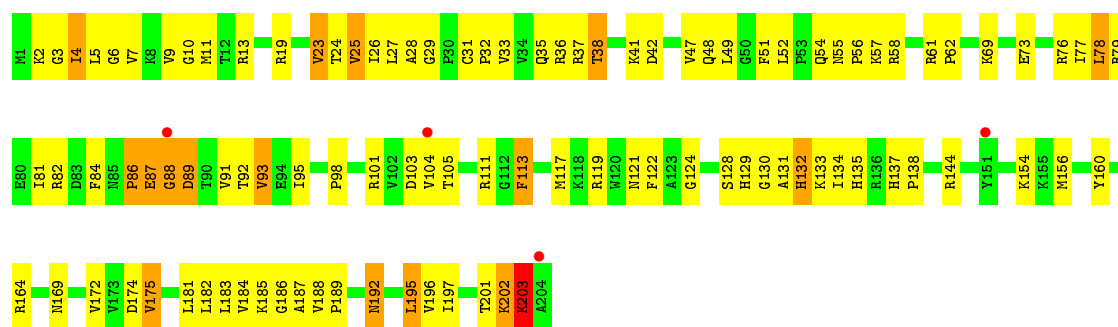 M1 K2 G3 I4 L5 G6 V7 K8 V9 G10 M11 T12 R13 R19 V23 T24 V25 I26 L27 A28 G29 P30 C31 P32 V33 V34 Q35 R36 R37 T38 K41 D42 V47 Q48 L49 G50 F51 L52 P53 Q54 N55 P56 K57 R58 R61 P62 K69 E73 R76 I77 L78
E80 I81 R82 D83 F84 N85 P86 E87 G88 D89 T90 V91 T92 V93 E94 I95 P98 R101 V102 D103 V104 T105 R111 G112 F113 M117 K118 R119 W120 N121 F122 A123 G124 S128 H129 G130 A131 H132 K133 I134 H135 R136 H137 P138 R144 Y151 K154 K155 M156 Y160
R164 N169 V172 V173 D174 V175 L181 L182 L183 V184 K185 G186 A187 V188 P189 N192 L195 V196 I197 T201 K202 K203 A204